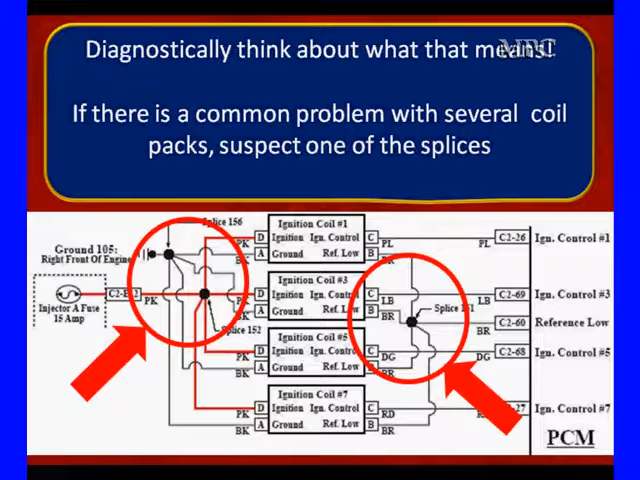 Diagnostically think about what that means!
MPC
If there is a common problem with several coil
packs, suspect one of the splices
Splice 156
Ground 105:
Right Front Of Engine
Injector A Fuse
15 Amp
PK
Splice 152
Ignition Coil #1
D Ignition Ign. Control C
A Ground Ref. Low B
PK
BK
PL
BR
PL
C2-26
Ign. Control #1
Ignition Coil #3
D Ignition Ign. Control C
A Ground Ref. Low B
PK
BK
LB
BR
LB
C2-69
Ign. Control #3
BR
C2-60
Reference Low
Ignition Coil #5
D Ignition Ign. Control C
A Ground Ref. Low B
PK
BK
DG
BR
DG
C2-68
Ign. Control #5
Ignition Coil #7
D Ignition Ign. Control C
A Ground Ref. Low B
PK
BK
RD
BR
Ign. Control #7
PCM